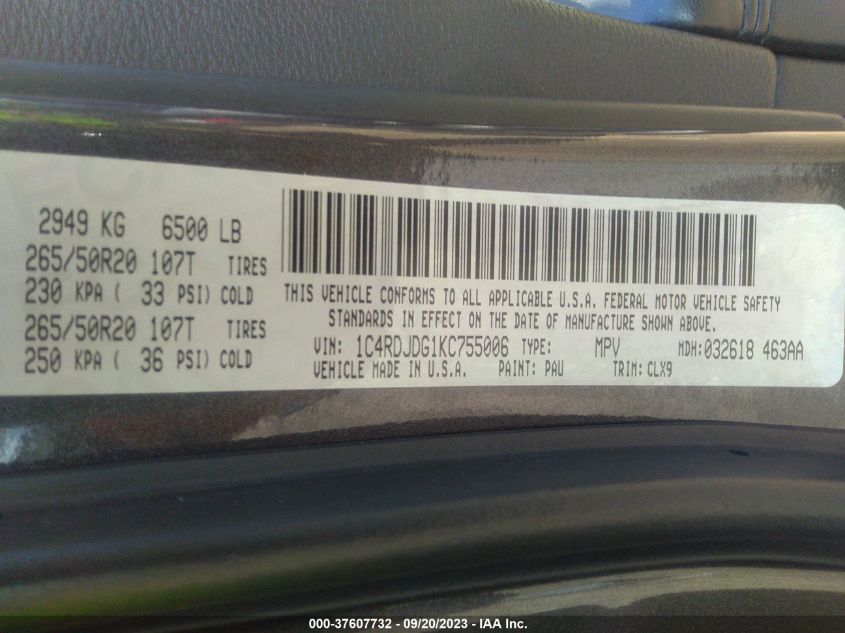 2949 KG 6500 LB
265/50R20 107T TIRES
230 KPA ( 33 PSI) COLD
265/50R20 107T TIRES
250 KPA ( 36 PSI) COLD
THIS VEHICLE CONFORMS TO ALL APPLICABLE U.S.A. FEDERAL MOTOR VEHICLE SAFETY
STANDARDS IN EFFECT ON THE DATE OF MANUFACTURE SHOWN ABOVE.
VIN: 1C4RDJDG1KC755006 TYPE: MPV MDH:032618 463AA
VEHICLE MADE IN U.S.A. PAINT: PAU TRIM: CLX9
000-37607732 - 09/20/2023 - IAA Inc.